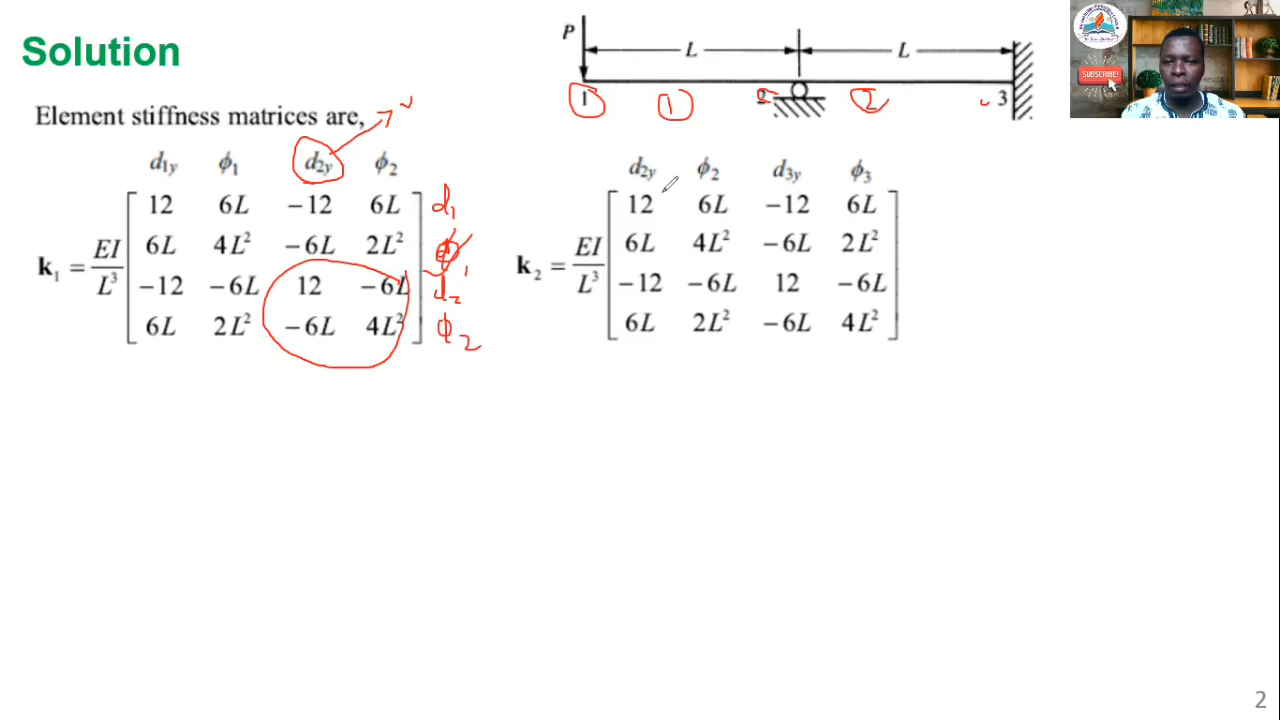 Solution
P
L
L
1
2
3
① ① 2 ②
Element stiffness matrices are,
d1y ϕ1 d2y ϕ2
k1 = EI/L³ [ 12 6L −12 6L ] d1
[ 6L 4L² −6L 2L² ] ϕ1
[ −12 −6L 12 −6L ] d2
[ 6L 2L² −6L 4L² ] ϕ2
d2y ϕ2 d3y ϕ3
k2 = EI/L³ [ 12 6L −12 6L ]
[ 6L 4L² −6L 2L² ]
[ −12 −6L 12 −6L ]
[ 6L 2L² −6L 4L² ]
SUBSCRIBE!
2